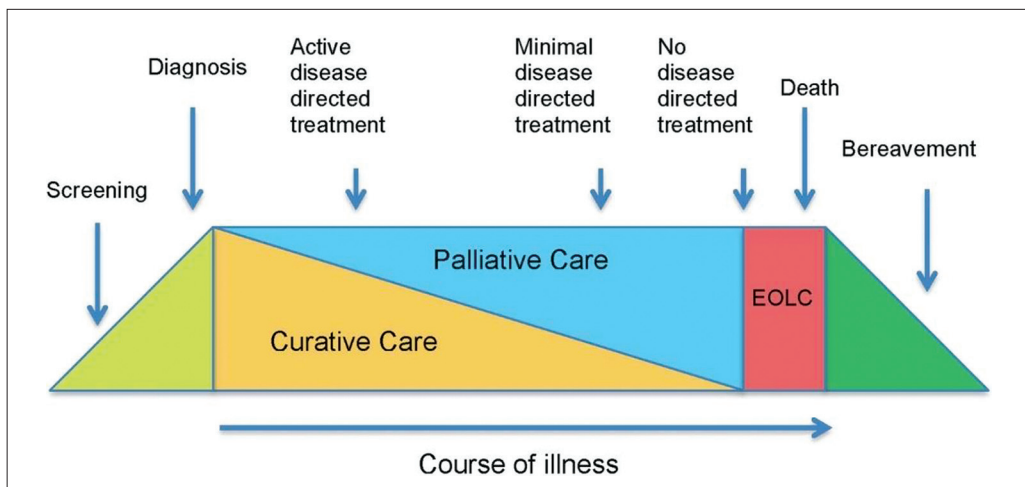 Diagnosis
Active
disease
directed
treatment
Minimal
disease
directed
treatment
No
disease
directed
treatment
Death
Bereavement
Screening
Palliative Care
EOLC
Curative Care
Course of illness